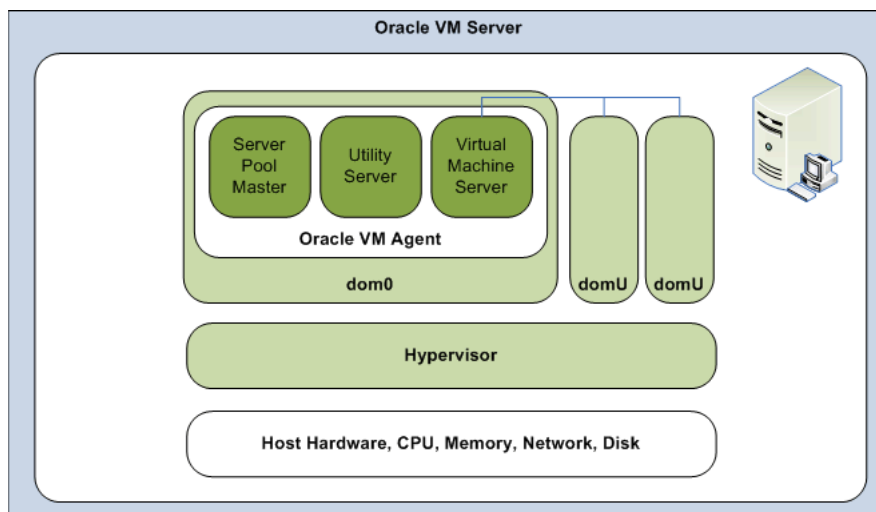 Oracle VM Server
Server
Pool
Master
Utility
Server
Virtual
Machine
Server
Oracle VM Agent
dom0
domU
domU
Hypervisor
Host Hardware, CPU, Memory, Network, Disk